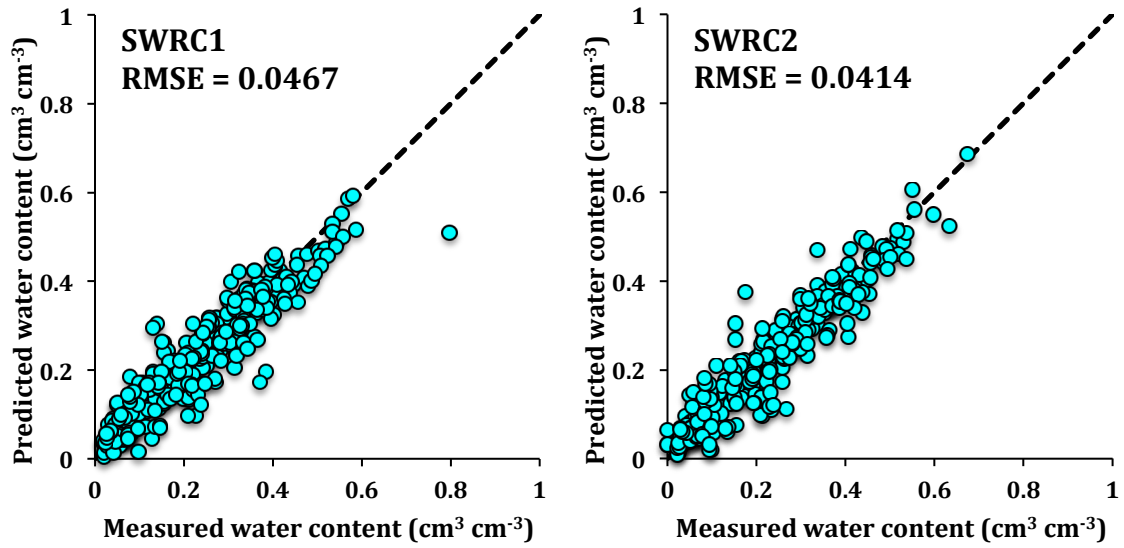 SWRC1
RMSE = 0.0467
Predicted water content (cm³ cm⁻³)
1
0.8
0.6
0.4
0.2
0
0 0.2 0.4 0.6 0.8 1
Measured water content (cm³ cm⁻³)
SWRC2
RMSE = 0.0414
Predicted water content (cm³ cm⁻³)
1
0.8
0.6
0.4
0.2
0
0 0.2 0.4 0.6 0.8 1
Measured water content (cm³ cm⁻³)